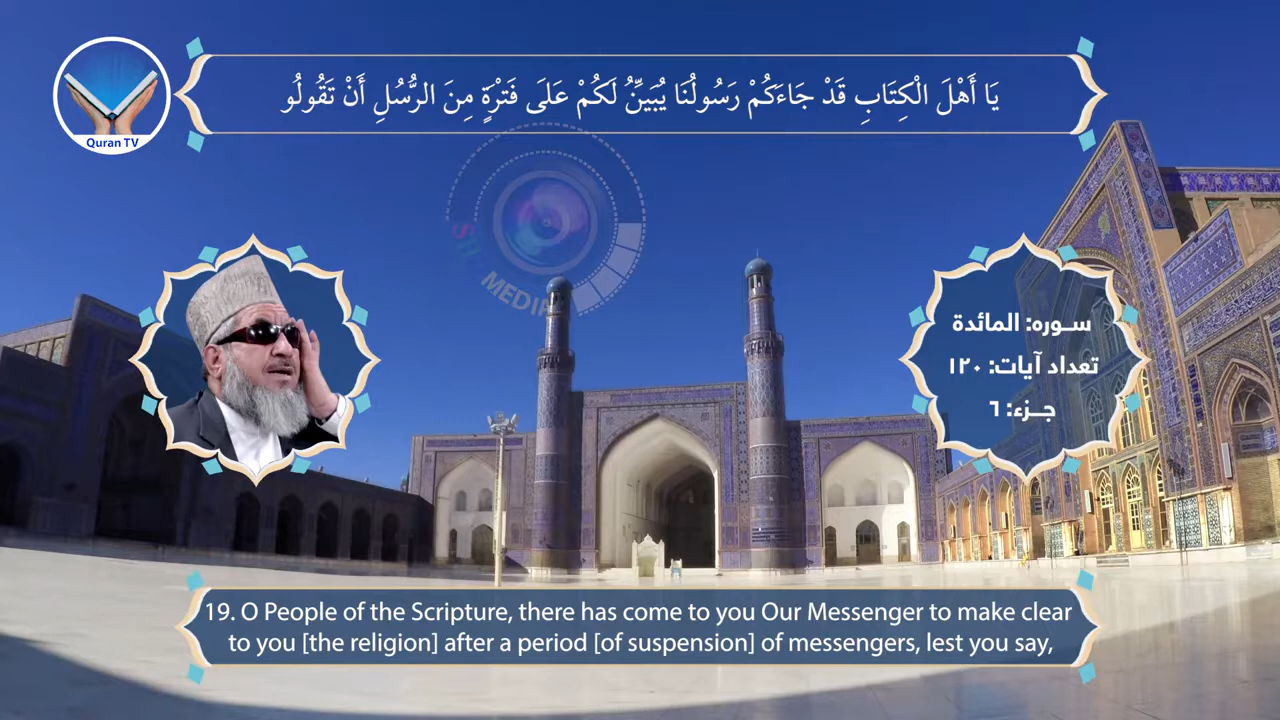 يَا أَهْلَ الْكِتَابِ قَدْ جَاءَكُمْ رَسُولُنَا يُبَيِّنُ لَكُمْ عَلَى فَتْرَةٍ مِنَ الرُّسُلِ أَنْ تَقُولُو
Quran TV
MEDIA
سوره: المائدة
تعداد آيات: ١٢٠
جزء: ٦
19. O People of the Scripture, there has come to you Our Messenger to make clear
to you [the religion] after a period [of suspension] of messengers, lest you say,